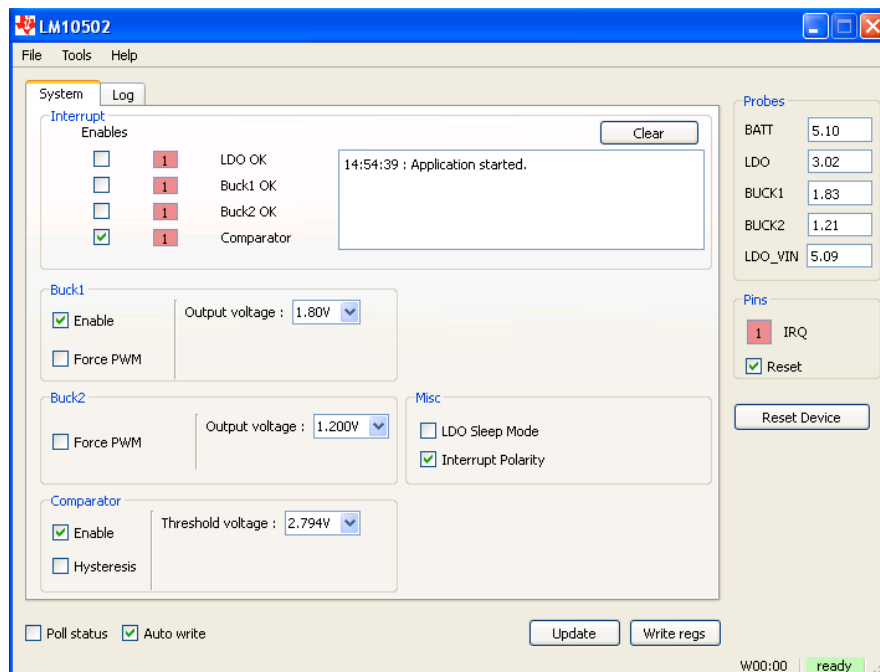 LM10502
File Tools Help
System Log
Interrupt
Enables
Clear
1 LDO OK
1 Buck1 OK
1 Buck2 OK
1 Comparator
14:54:39 : Application started.
Buck1
Enable
Output voltage : 1.80V
Force PWM
Buck2
Force PWM
Output voltage : 1.200V
Misc
LDO Sleep Mode
Interrupt Polarity
Comparator
Enable
Threshold voltage : 2.794V
Hysteresis
Probes
BATT 5.10
LDO 3.02
BUCK1 1.83
BUCK2 1.21
LDO_VIN 5.09
Pins
1 IRQ
Reset
Reset Device
Poll status Auto write Update Write regs
W00:00 ready